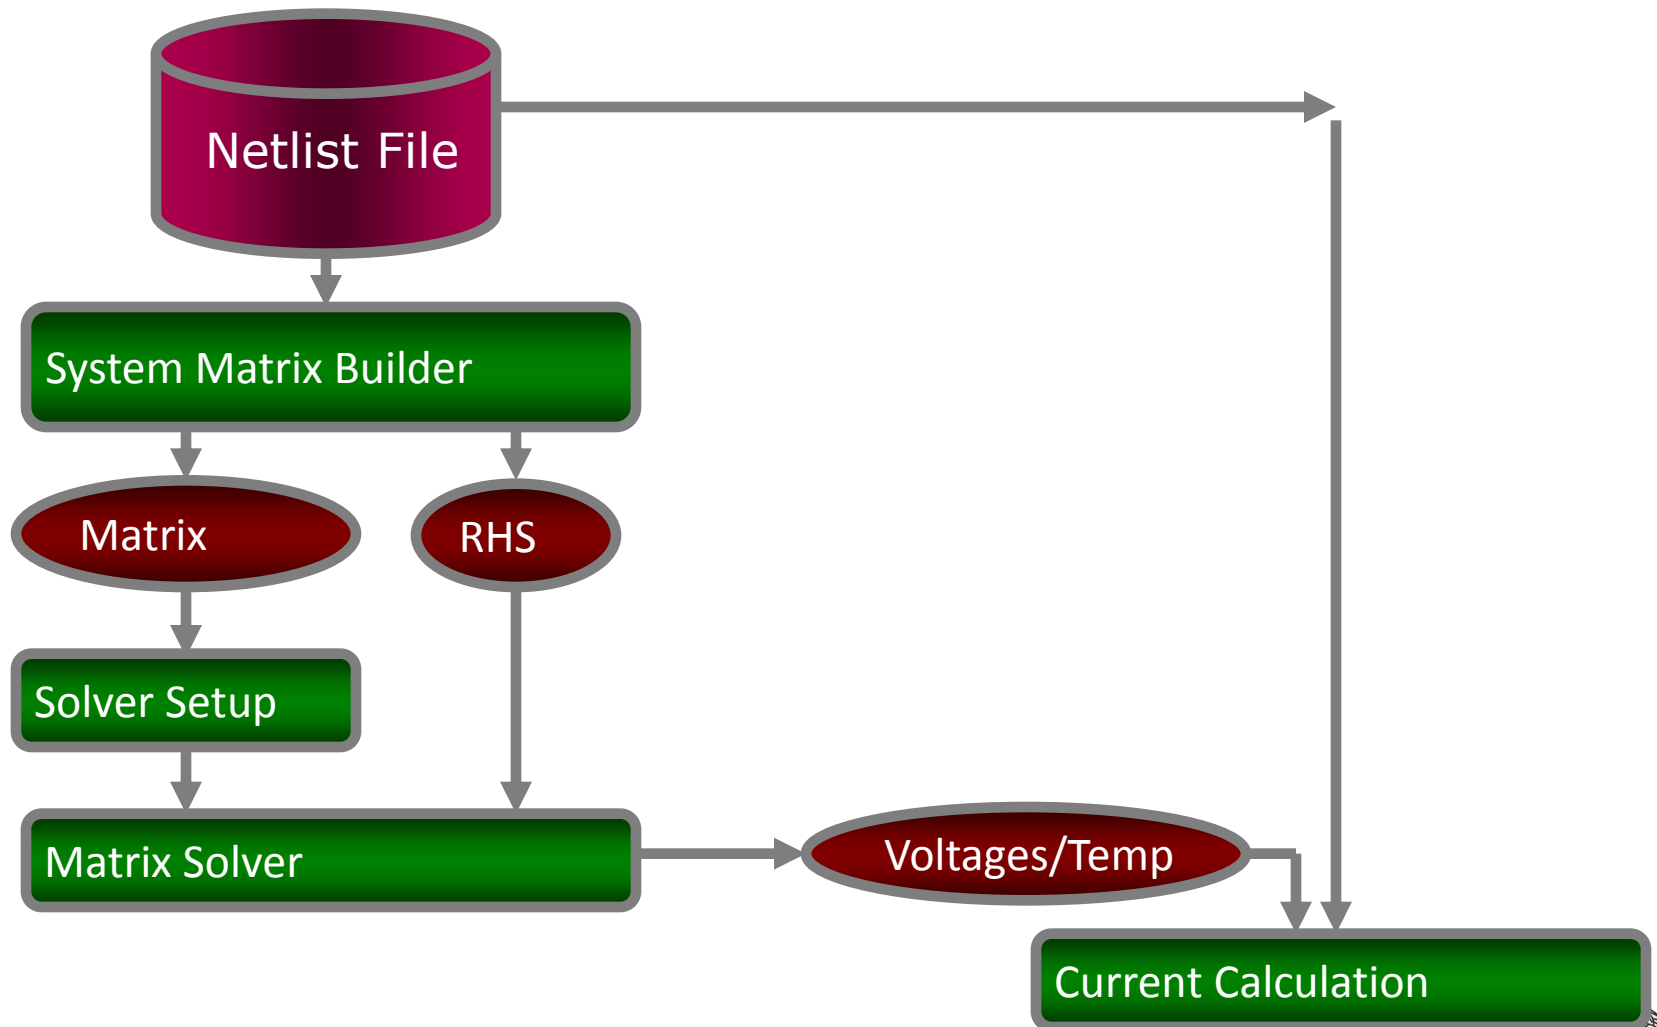 Netlist File
System Matrix Builder
Matrix
RHS
Solver Setup
Matrix Solver
Voltages/Temp
Current Calculation